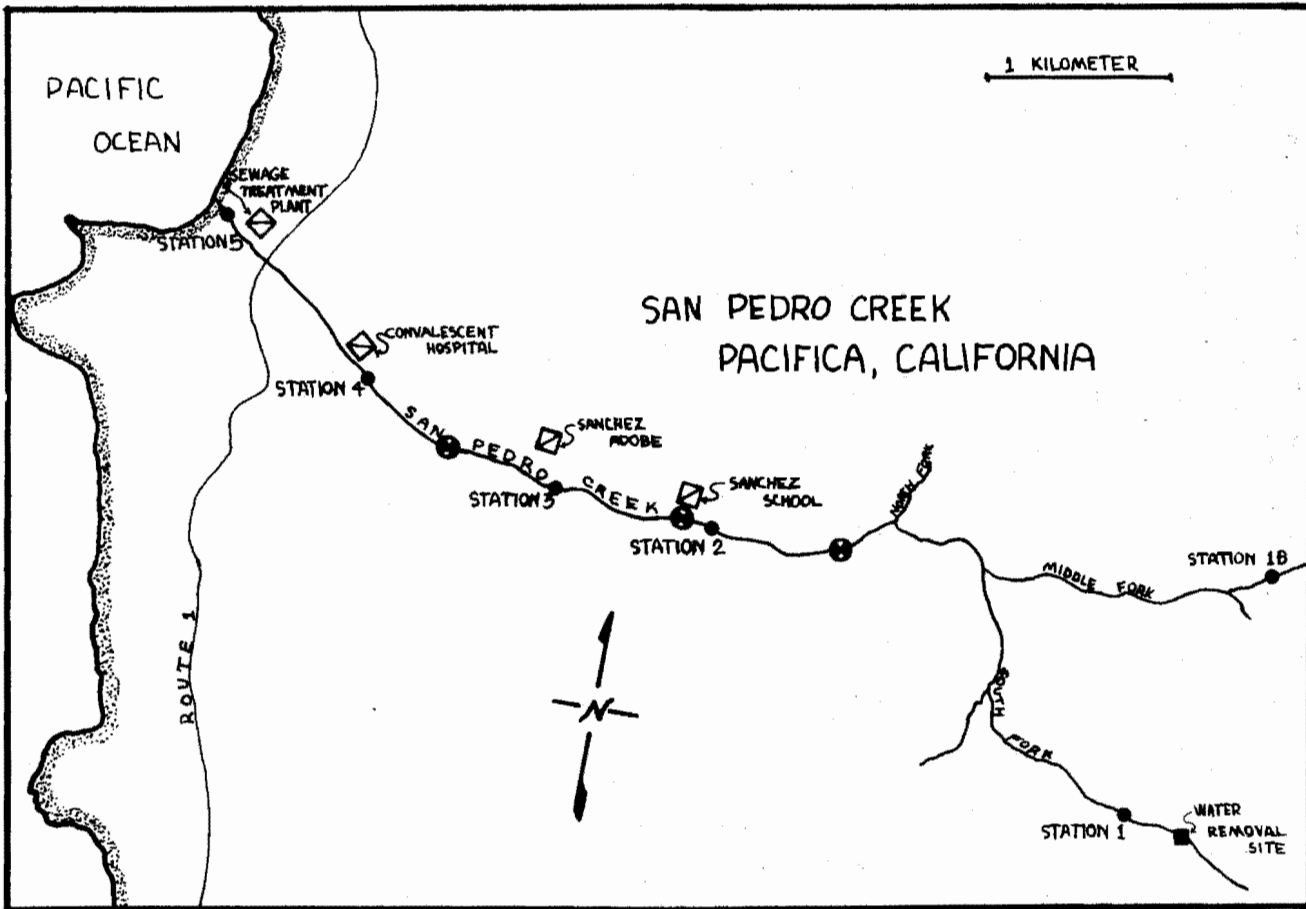 1 KILOMETER
PACIFIC
OCEAN
SEWAGE
TREATMENT
PLANT
STATION 5
SAN PEDRO CREEK
PACIFICA, CALIFORNIA
CONVALESCENT
HOSPITAL
STATION 4
SAN PEDRO CREEK
SANCHEZ
ADOBE
STATION 3
SANCHEZ
SCHOOL
STATION 2
NORTH FORK
MIDDLE FORK
STATION 1B
ROUTE 1
N
SOUTH FORK
STATION 1
WATER
REMOVAL
SITE